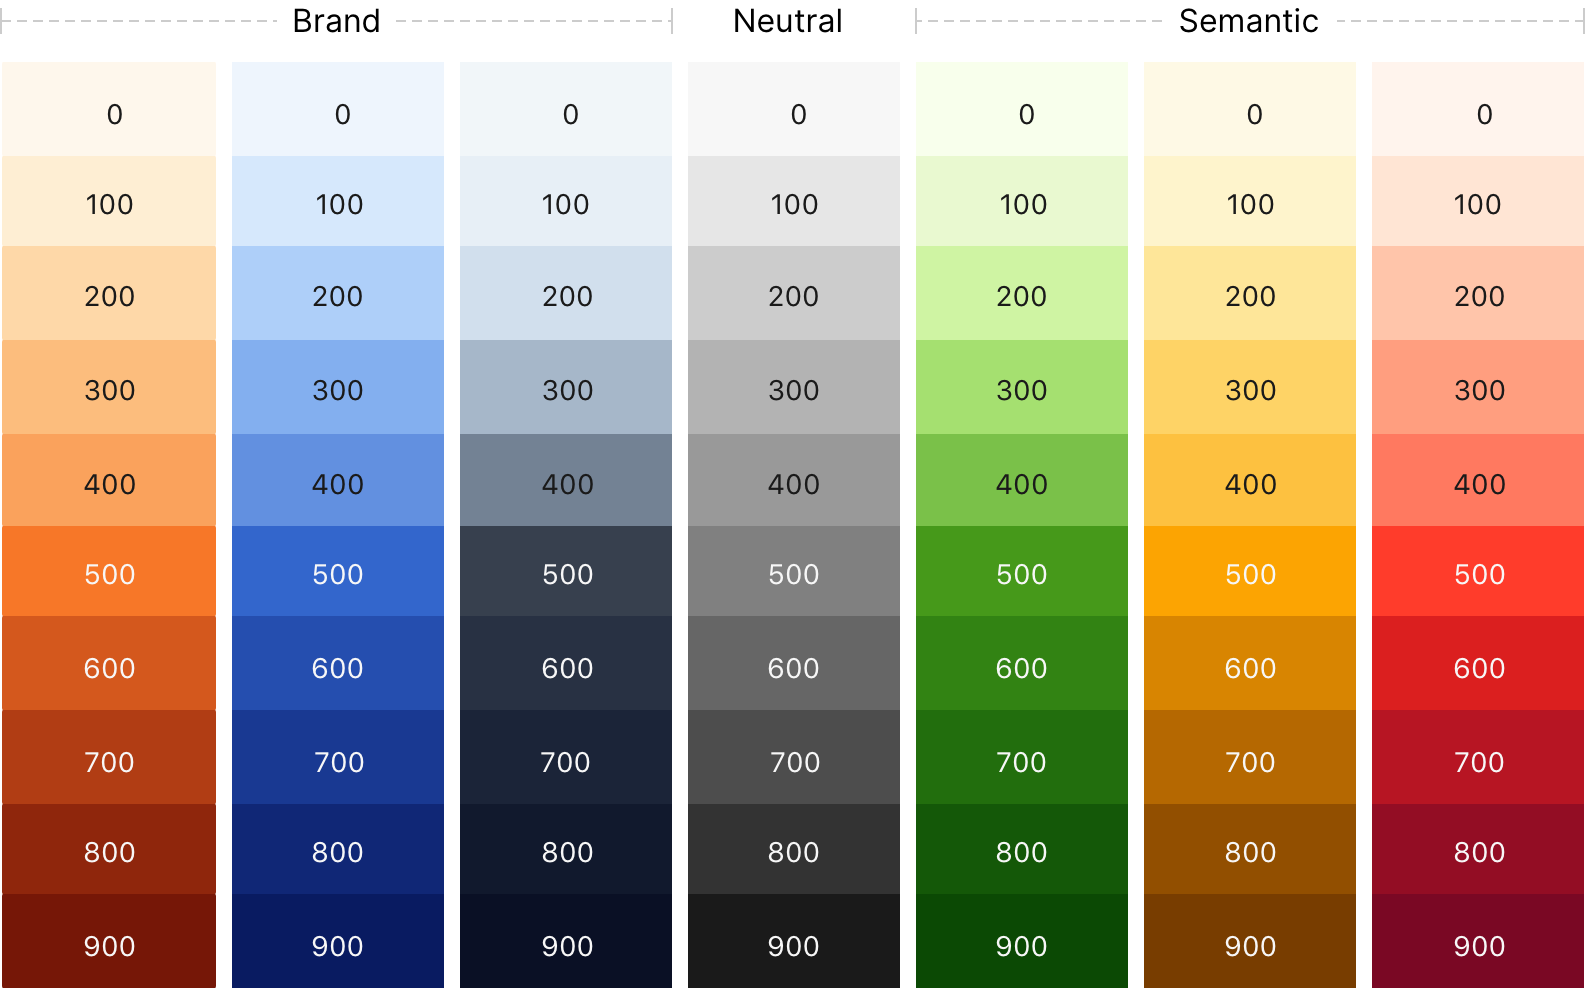 Brand Neutral Semantic
0 0 0 0 0 0 0
100 100 100 100 100 100 100
200 200 200 200 200 200 200
300 300 300 300 300 300 300
400 400 400 400 400 400 400
500 500 500 500 500 500 500
600 600 600 600 600 600 600
700 700 700 700 700 700 700
800 800 800 800 800 800 800
900 900 900 900 900 900 900